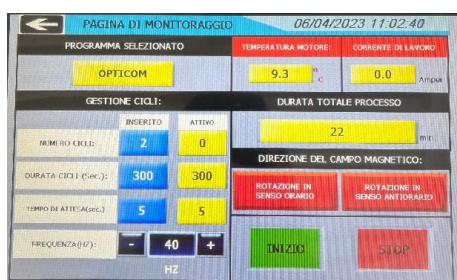 PAGINA DI MONITORAGGIO
06/04/2023 11:02:40
PROGRAMMA SELEZIONATO
OPTICOM
TEMPERATURA MOTORE:
CORRENTE DI LAVORO
9.3 °C
0.0 Ampur
GESTIONE CICLI:
INSERITO ATTIVO
NUMERO CICLI: 2 0
DURATA CICLI (Sec.): 300 300
TEMPO DI ATTESA(sec.) 5 5
FREQUENZA(HZ): - 40 +
HZ
DURATA TOTALE PROCESSO
22 min.
DIREZIONE DEL CAMPO MAGNETICO:
ROTAZIONE IN
SENSO ORARIO
ROTAZIONE IN
SENSO ANTIORARIO
INIZIO
STOP